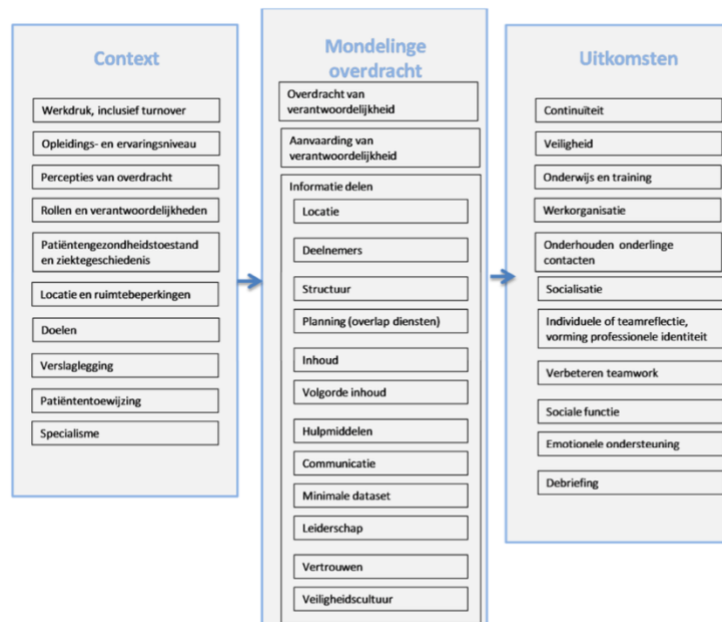 Context
Werkdruk, inclusief turnover
Opleidings- en ervaringsniveau
Percepties van overdracht
Rollen en verantwoordelijkheden
Patiëntengezondheidstoestand
en ziektegeschiedenis
Locatie en ruimtebeperkingen
Doelen
Verslaglegging
Patiëntentoewijzing
Specialisme
Mondelinge
overdracht
Overdracht van
verantwoordelijkheid
Aanvaarding van
verantwoordelijkheid
Informatie delen
Locatie
Deelnemers
Structuur
Planning (overlap diensten)
Inhoud
Volgorde inhoud
Hulpmiddelen
Communicatie
Minimale dataset
Leiderschap
Vertrouwen
Veiligheidscultuur
Uitkomsten
Continuïteit
Veiligheid
Onderwijs en training
Werkorganisatie
Onderhouden onderlinge
contacten
Socialisatie
Individuele of teamreflectie,
vorming professionele identiteit
Verbeteren teamwork
Sociale functie
Emotionele ondersteuning
Debriefing